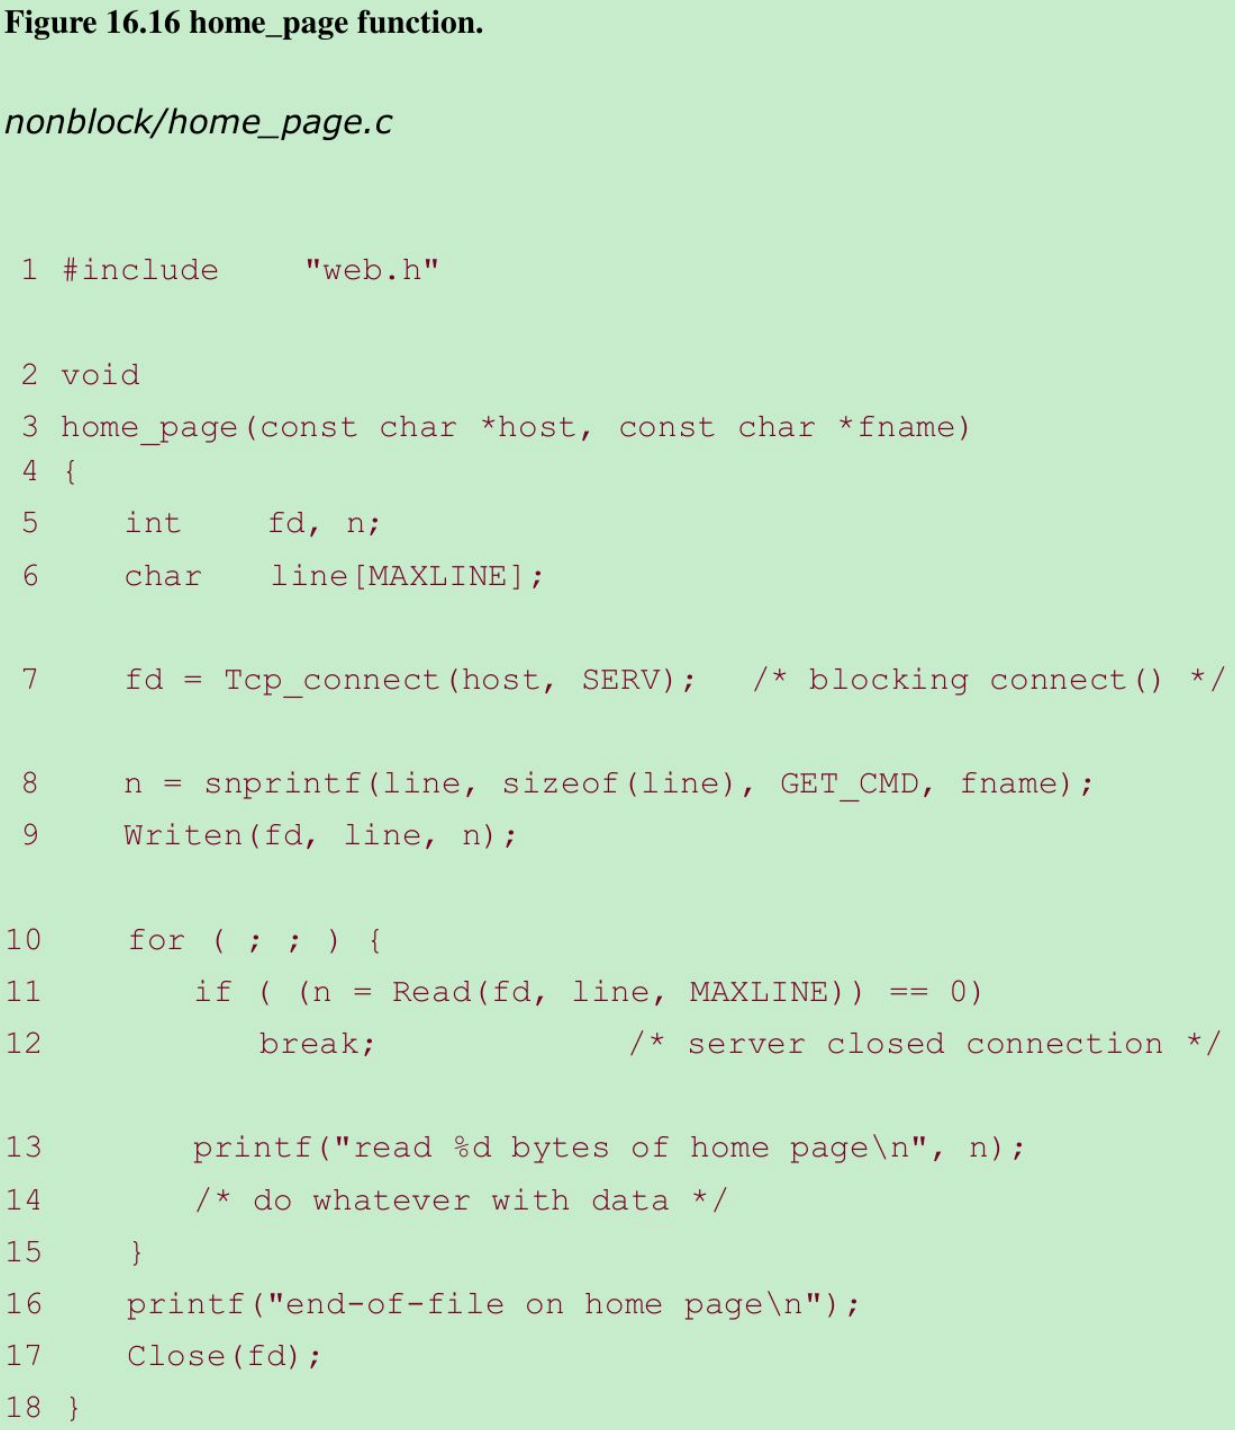 Figure 16.16 home_page function.
nonblock/home_page.c
1 #include    "web.h"
2 void
3 home_page(const char *host, const char *fname)
4 {
5     int     fd, n;
6     char    line[MAXLINE];
7     fd = Tcp_connect(host, SERV);   /* blocking connect() */
8     n = snprintf(line, sizeof(line), GET_CMD, fname);
9     Writen(fd, line, n);
10     for ( ; ; ) {
11         if ( (n = Read(fd, line, MAXLINE)) == 0)
12            break;             /* server closed connection */
13         printf("read %d bytes of home page\n", n);
14         /* do whatever with data */
15     }
16     printf("end-of-file on home page\n");
17     Close(fd);
18 }